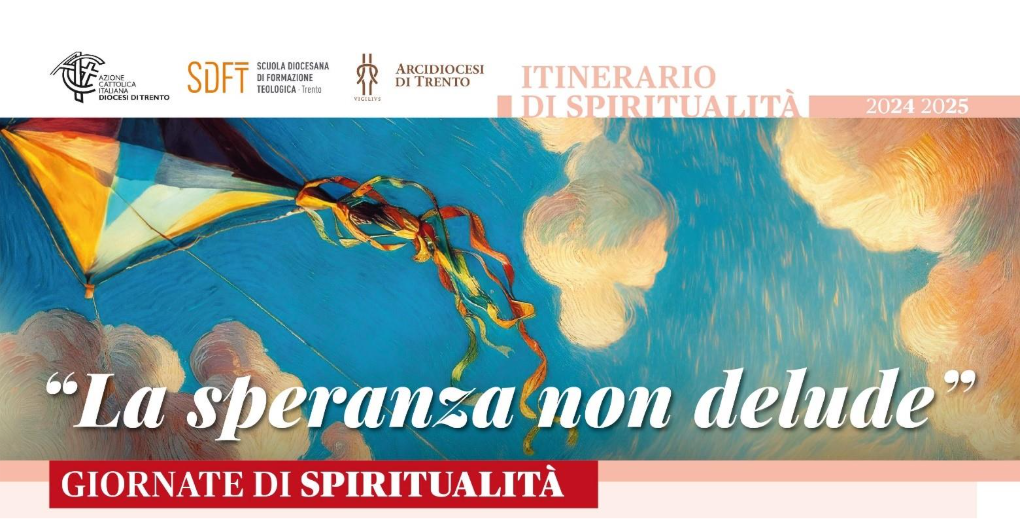 AZIONE
CATTOLICA
ITALIANA
DIOCESI DI TRENTO
SDFT
SCUOLA DIOCESANA
DI FORMAZIONE
TEOLOGICA · Trento
VIGILIVS
ARCIDIOCESI
DI TRENTO
ITINERARIO
DI SPIRITUALITÀ
2024 2025
“La speranza non delude”
GIORNATE DI SPIRITUALITÀ